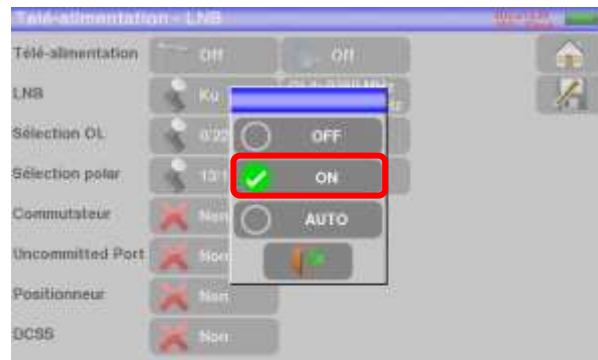 Télé-alimentation - LNB
Télé-alimentation Off Off
LNB Ku
Sélection OL
OFF
Sélection polar
ON
Commutateur Non
AUTO
Uncommitted Port Non
Positionneur Non
DCSS Non